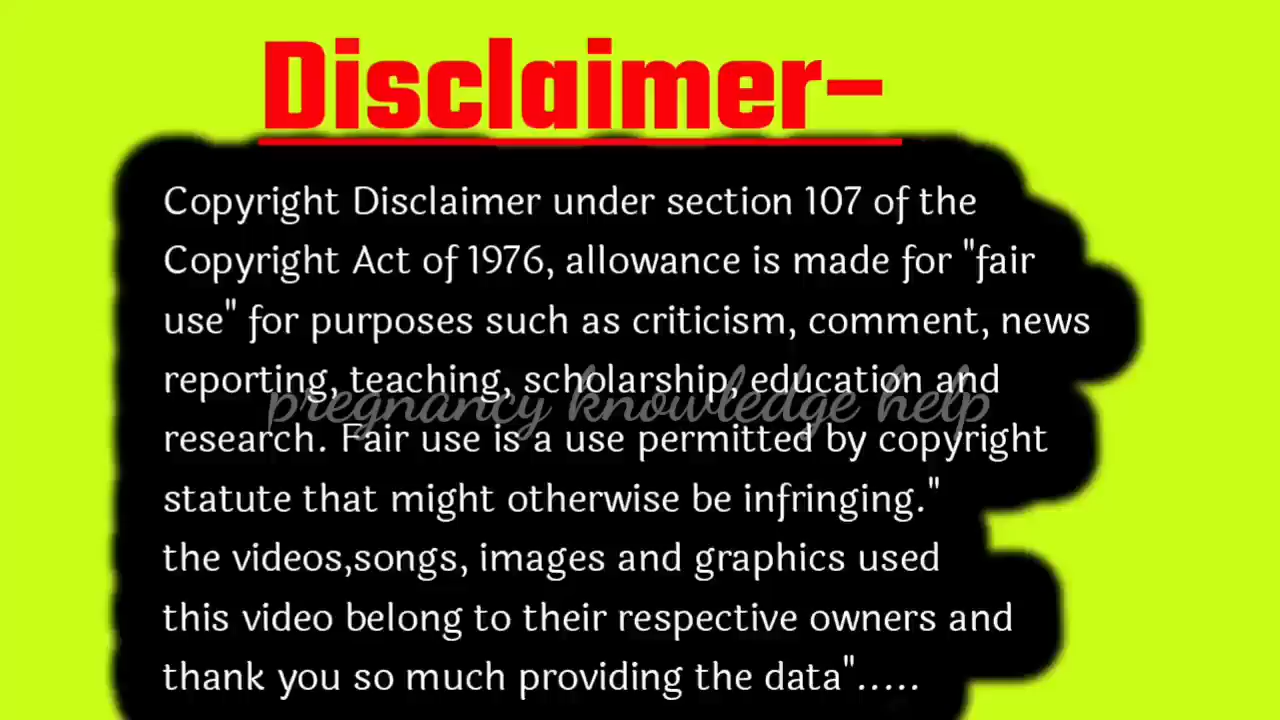 Disclaimer-
Copyright Disclaimer under section 107 of the
Copyright Act of 1976, allowance is made for "fair
use" for purposes such as criticism, comment, news
reporting, teaching, scholarship, education and
pregnancy knowledge help
research. Fair use is a use permitted by copyright
statute that might otherwise be infringing."
the videos,songs, images and graphics used
this video belong to their respective owners and
thank you so much providing the data".....